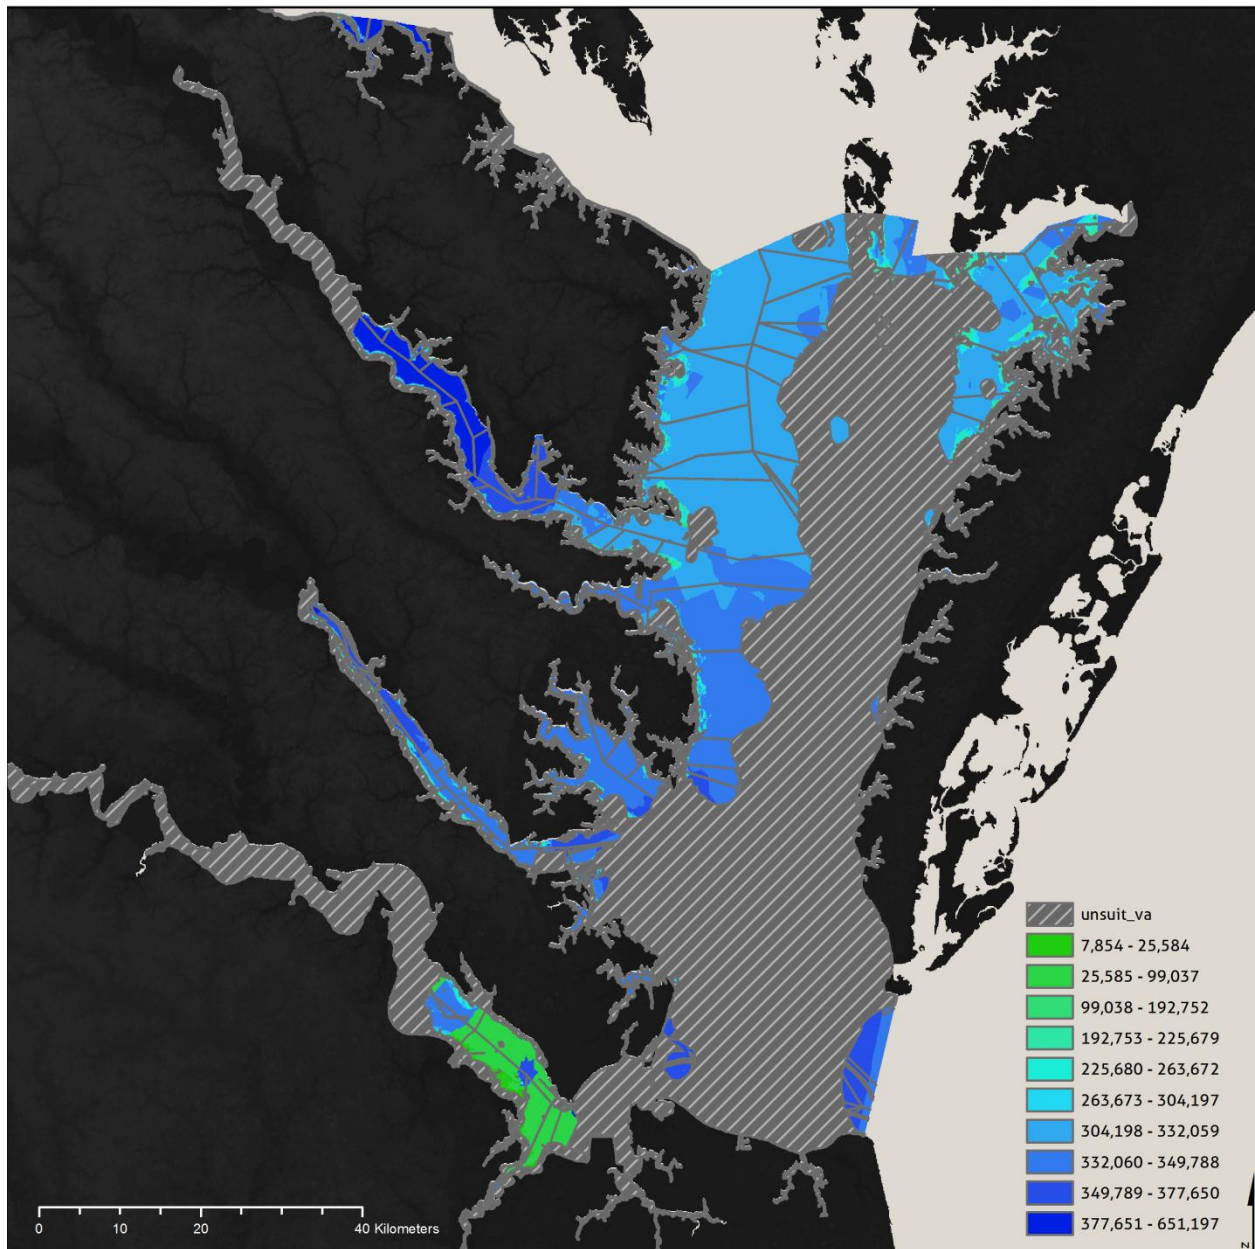 unsuit_va
7,854 - 25,584
25,585 - 99,037
99,038 - 192,752
192,753 - 225,679
225,680 - 263,672
263,673 - 304,197
304,198 - 332,059
332,060 - 349,788
349,789 - 377,650
377,651 - 651,197
0 10 20 40 Kilometers
N